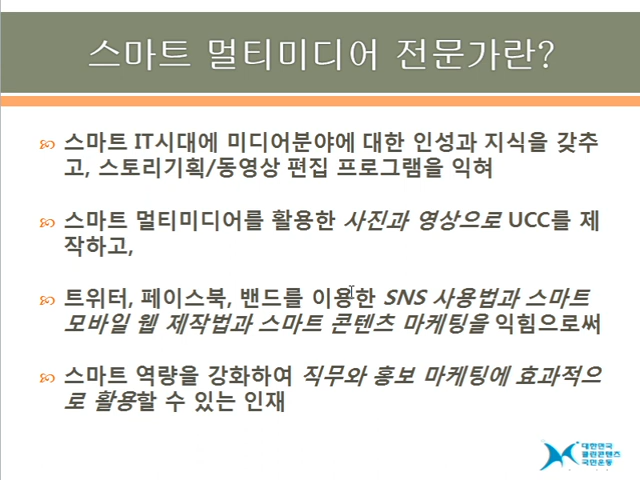 스마트 멀티미디어 전문가란?
스마트 IT시대에 미디어분야에 대한 인성과 지식을 갖추
고, 스토리기획/동영상 편집 프로그램을 익혀
스마트 멀티미디어를 활용한 사진과 영상으로 UCC를 제
작하고,
트위터, 페이스북, 밴드를 이용한 SNS 사용법과 스마트
모바일 웹 제작법과 스마트 콘텐츠 마케팅을 익힘으로써
스마트 역량을 강화하여 직무와 홍보 마케팅에 효과적으
로 활용할 수 있는 인재
대한민국
클린콘텐츠
국민운동